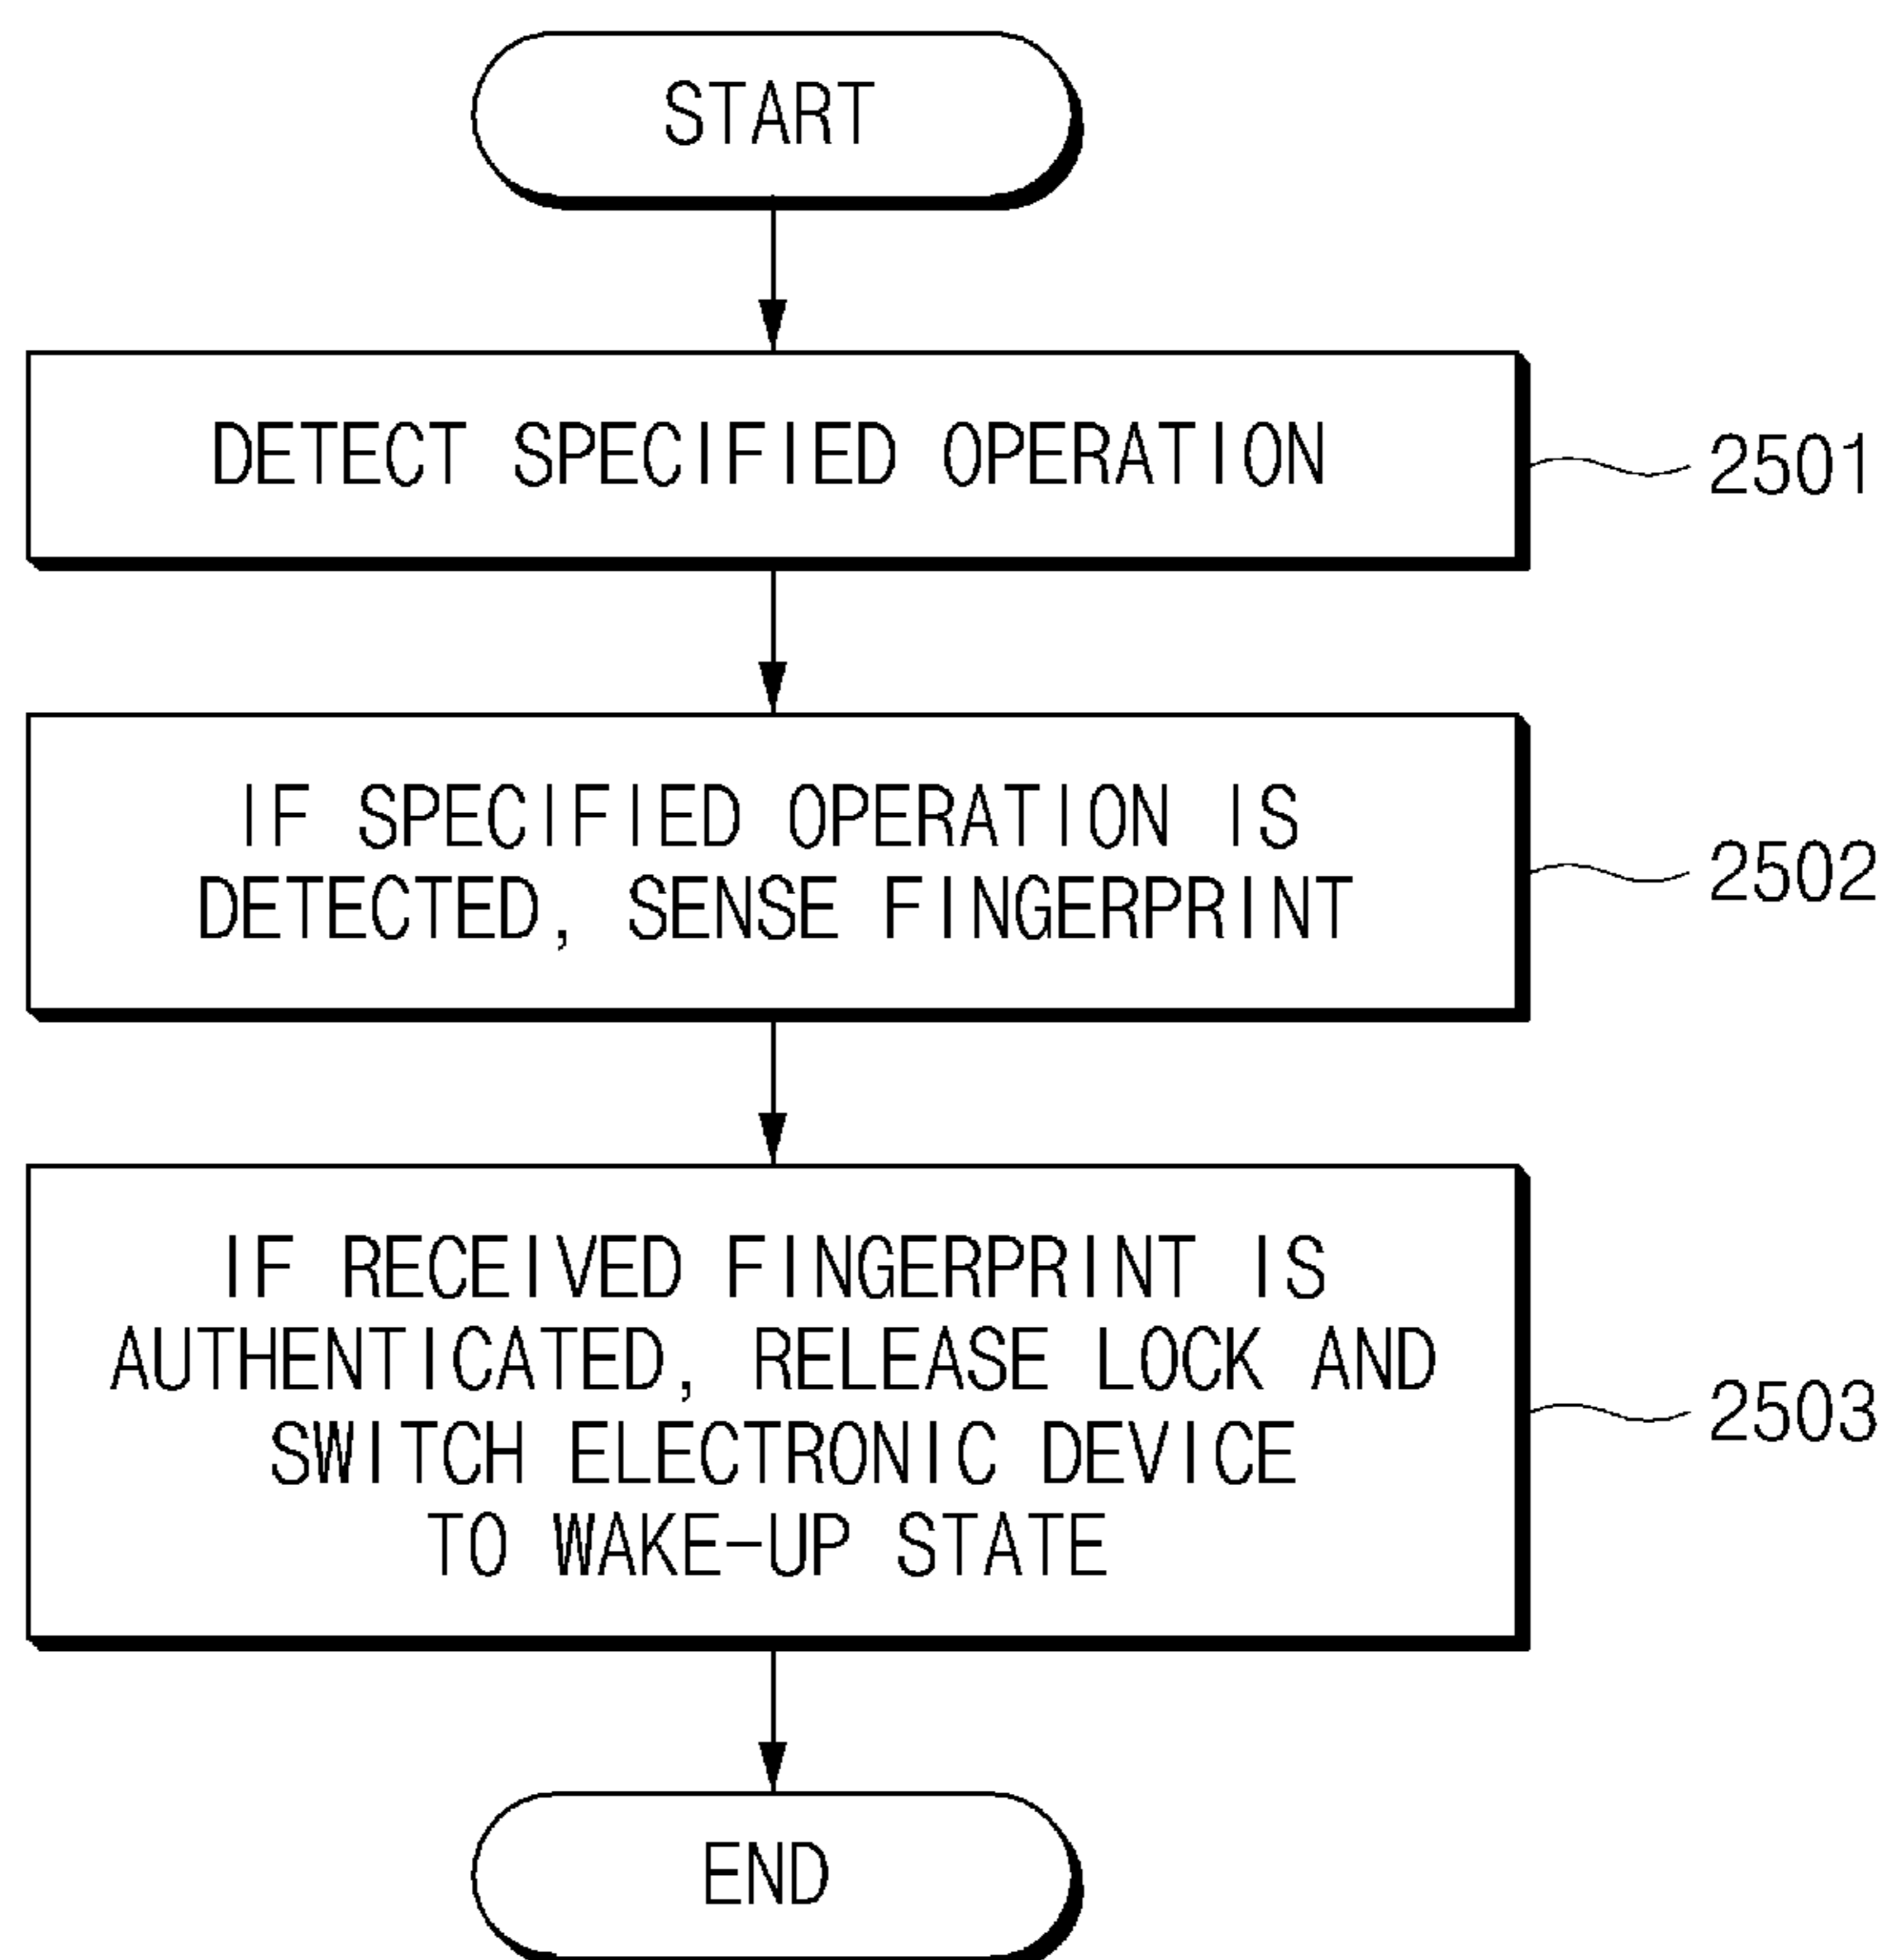 START
DETECT SPECIFIED OPERATION
2501
IF SPECIFIED OPERATION IS
DETECTED, SENSE FINGERPRINT
2502
IF RECEIVED FINGERPRINT IS
AUTHENTICATED, RELEASE LOCK AND
SWITCH ELECTRONIC DEVICE
TO WAKE-UP STATE
2503
END